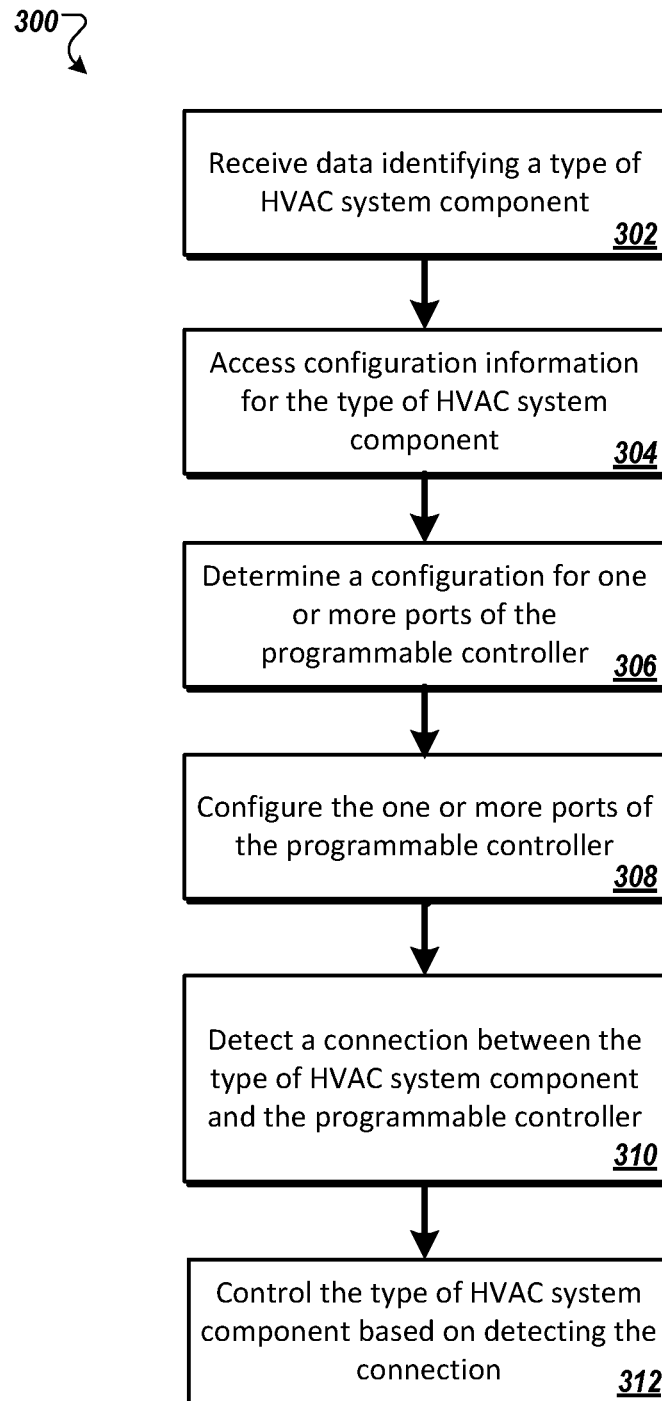 300
Receive data identifying a type of
HVAC system component
302
Access configuration information
for the type of HVAC system
component
304
Determine a configuration for one
or more ports of the
programmable controller
306
Configure the one or more ports of
the programmable controller
308
Detect a connection between the
type of HVAC system component
and the programmable controller
310
Control the type of HVAC system
component based on detecting the
connection
312